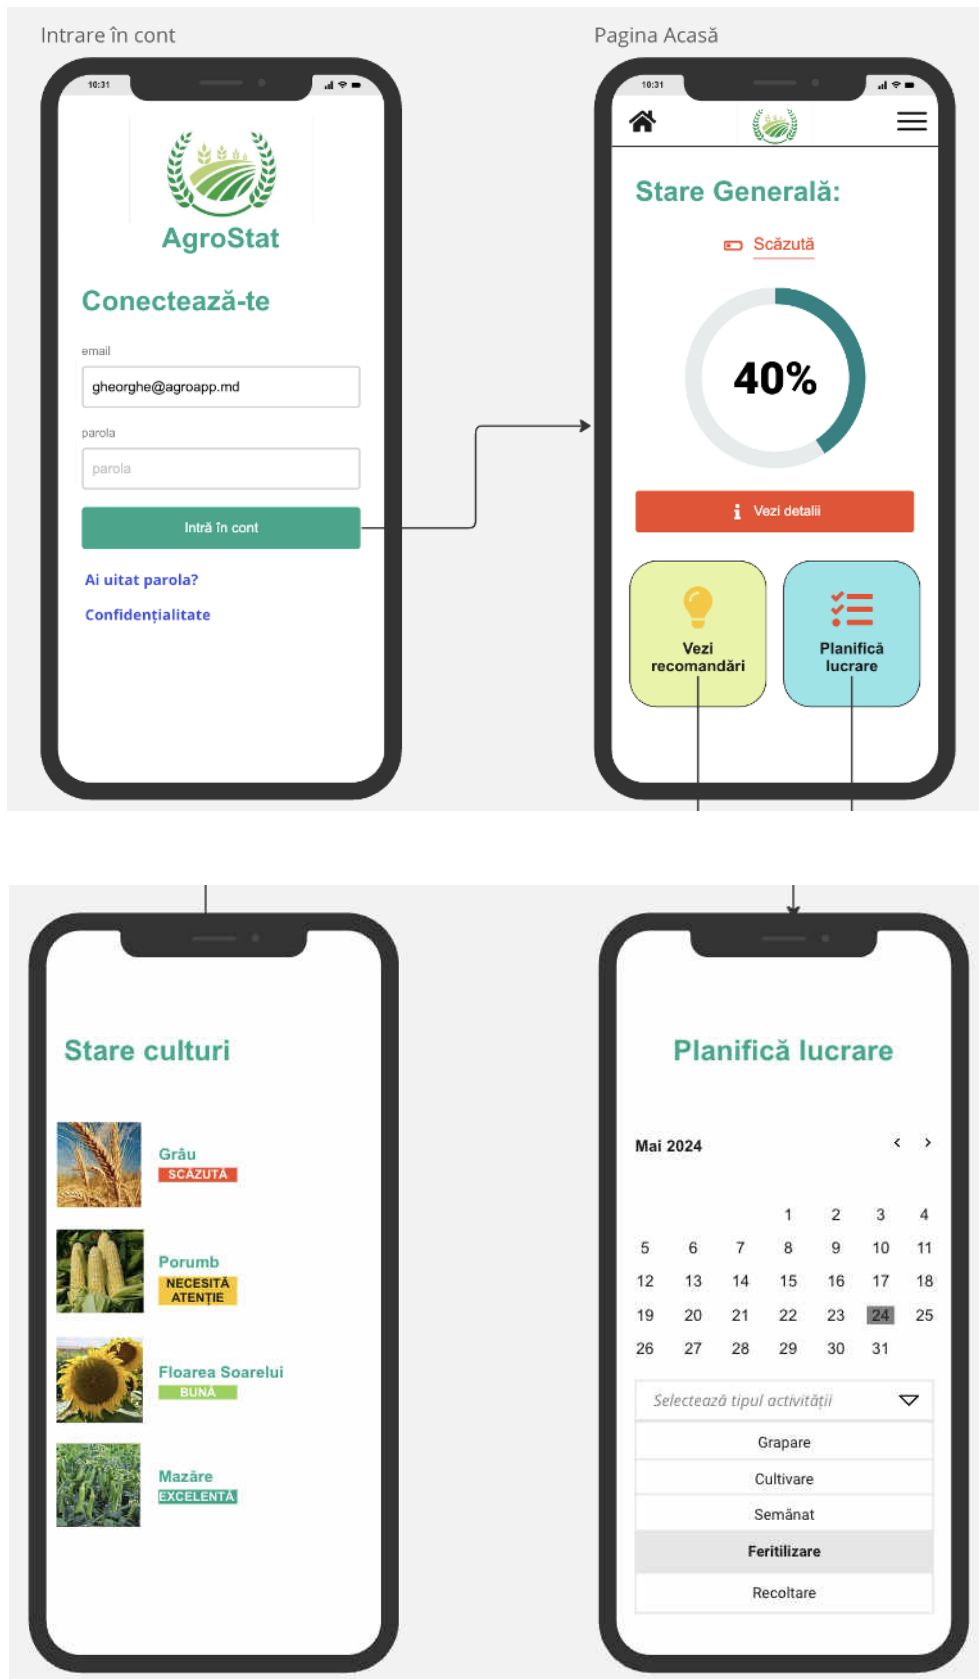 Intrare în cont
Pagina Acasă
10:31
AgroStat
Conectează-te
email
gheorghe@agroapp.md
parola
parola
Intră în cont
Ai uitat parola?
Confidențialitate
10:31
Stare Generală:
Scăzută
40%
Vezi detalii
Vezi
recomandări
Planifică
lucrare
Stare culturi
Grâu
SCĂZUTĂ
Porumb
NECESITĂ
ATENȚIE
Floarea Soarelui
BUNĂ
Mazăre
EXCELENTĂ
Planifică lucrare
Mai 2024
1 2 3 4
5 6 7 8 9 10 11
12 13 14 15 16 17 18
19 20 21 22 23 24 25
26 27 28 29 30 31
Selectează tipul activității
Grapare
Cultivare
Semănat
Feritilizare
Recoltare